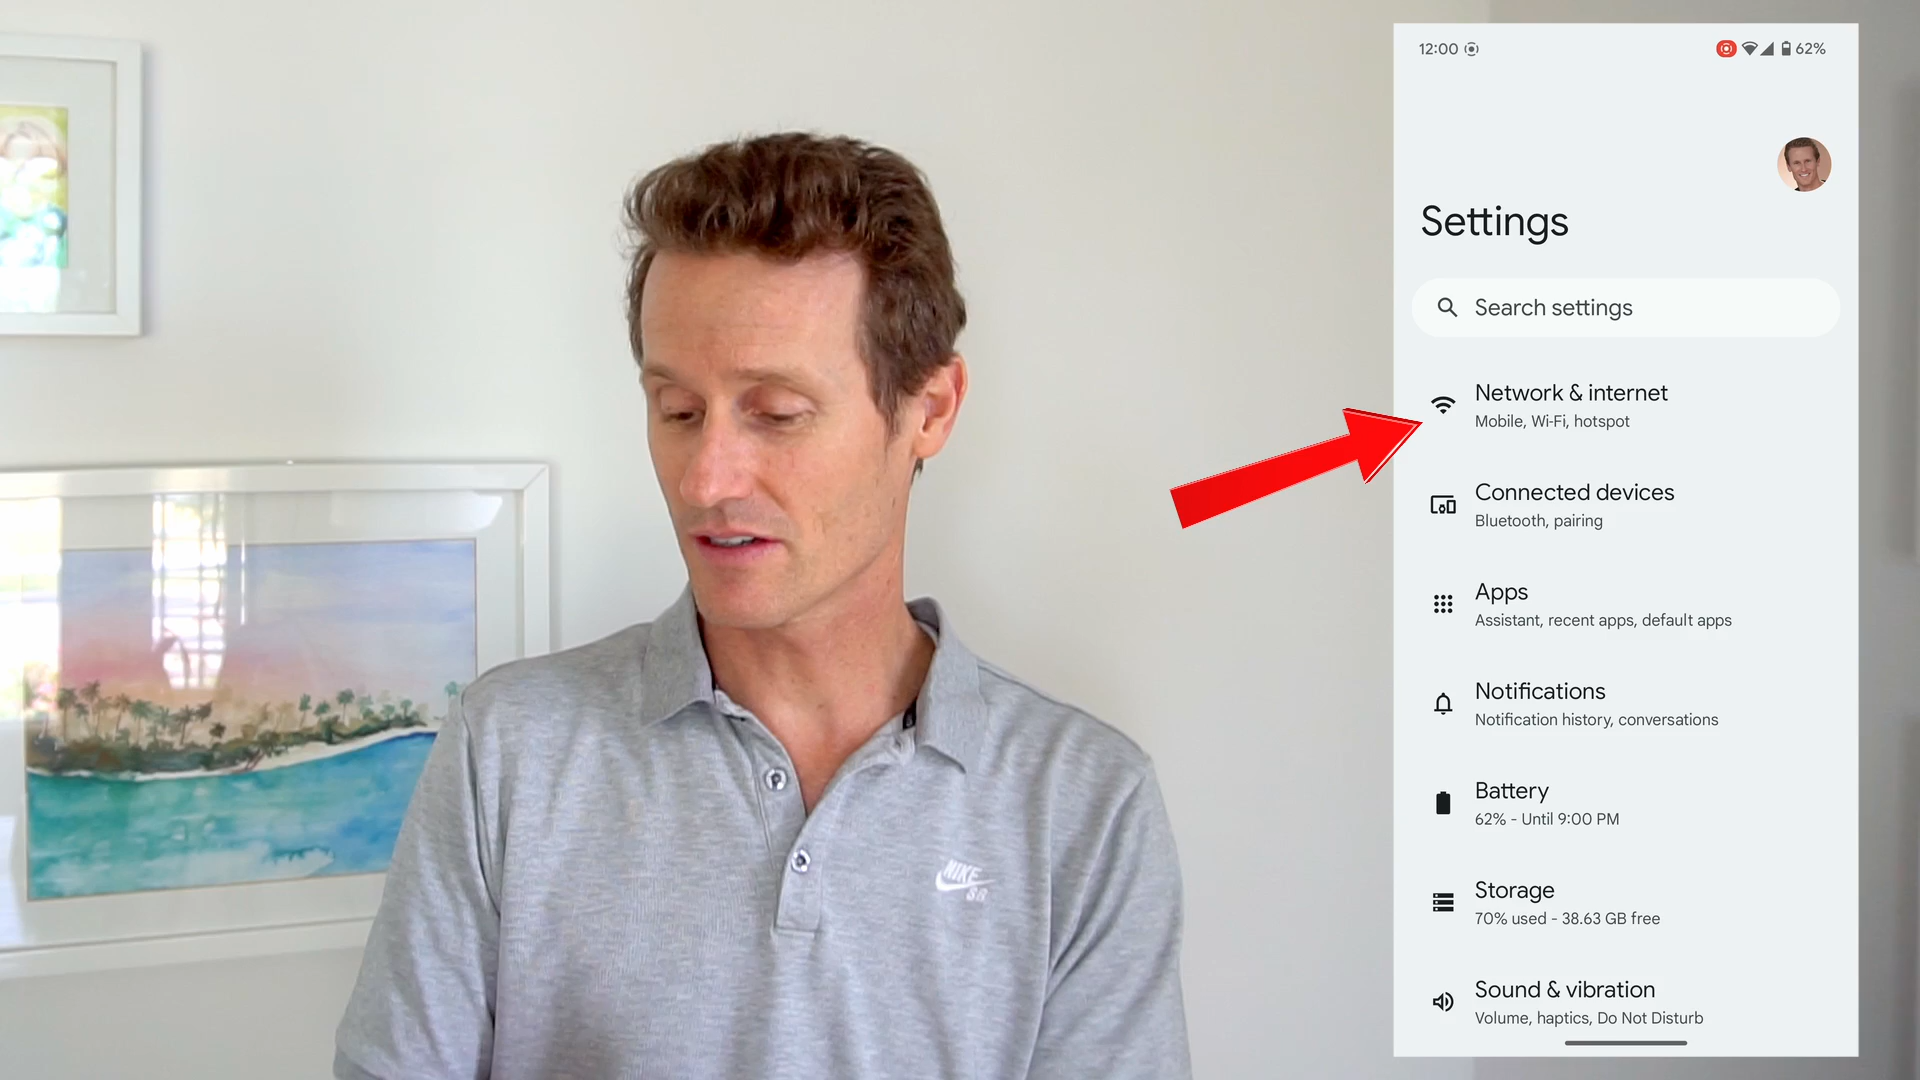 12:00
62%
Settings
Search settings
Network & internet
Mobile, Wi-Fi, hotspot
Connected devices
Bluetooth, pairing
Apps
Assistant, recent apps, default apps
Notifications
Notification history, conversations
Battery
62% - Until 9:00 PM
Storage
70% used - 38.63 GB free
Sound & vibration
Volume, haptics, Do Not Disturb
NIKE
SB